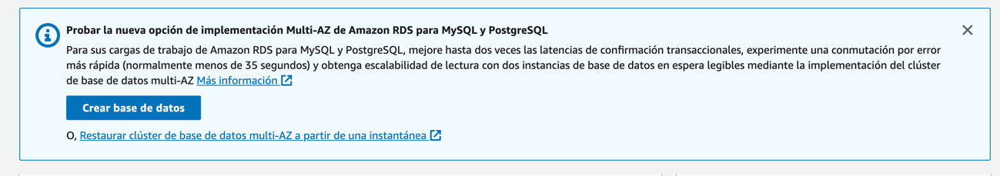 Probar la nueva opción de implementación Multi-AZ de Amazon RDS para MySQL y PostgreSQL
Para sus cargas de trabajo de Amazon RDS para MySQL y PostgreSQL, mejore hasta dos veces las latencias de confirmación transaccionales, experimente una conmutación por error
más rápida (normalmente menos de 35 segundos) y obtenga escalabilidad de lectura con dos instancias de base de datos en espera legibles mediante la implementación del clúster
de base de datos multi-AZ Más información
Crear base de datos
O, Restaurar clúster de base de datos multi-AZ a partir de una instantánea